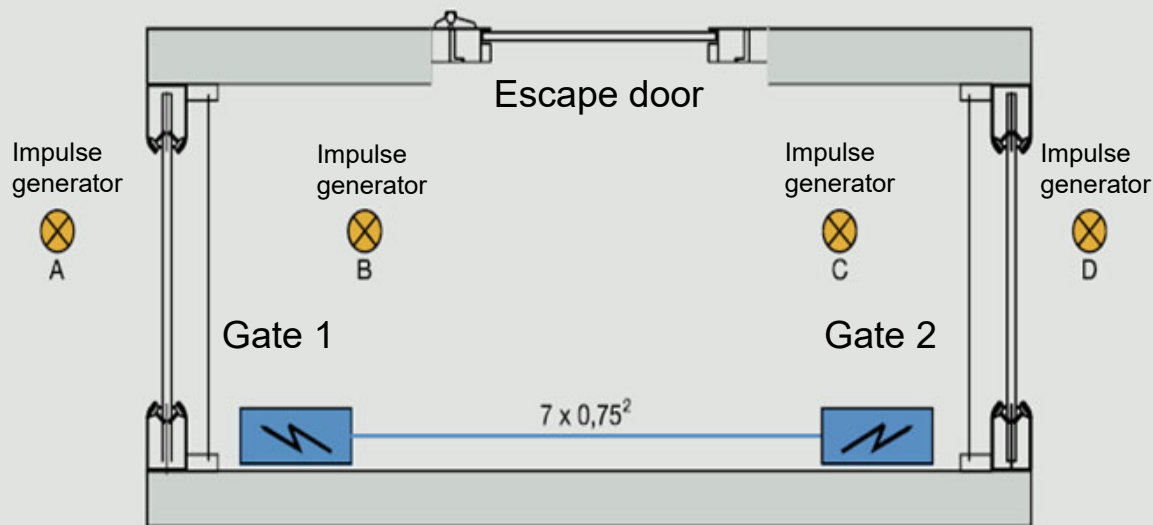 Escape door
Impulse
generator
A
Impulse
generator
B
Impulse
generator
C
Impulse
generator
D
Gate 1
Gate 2
7 x 0,75²